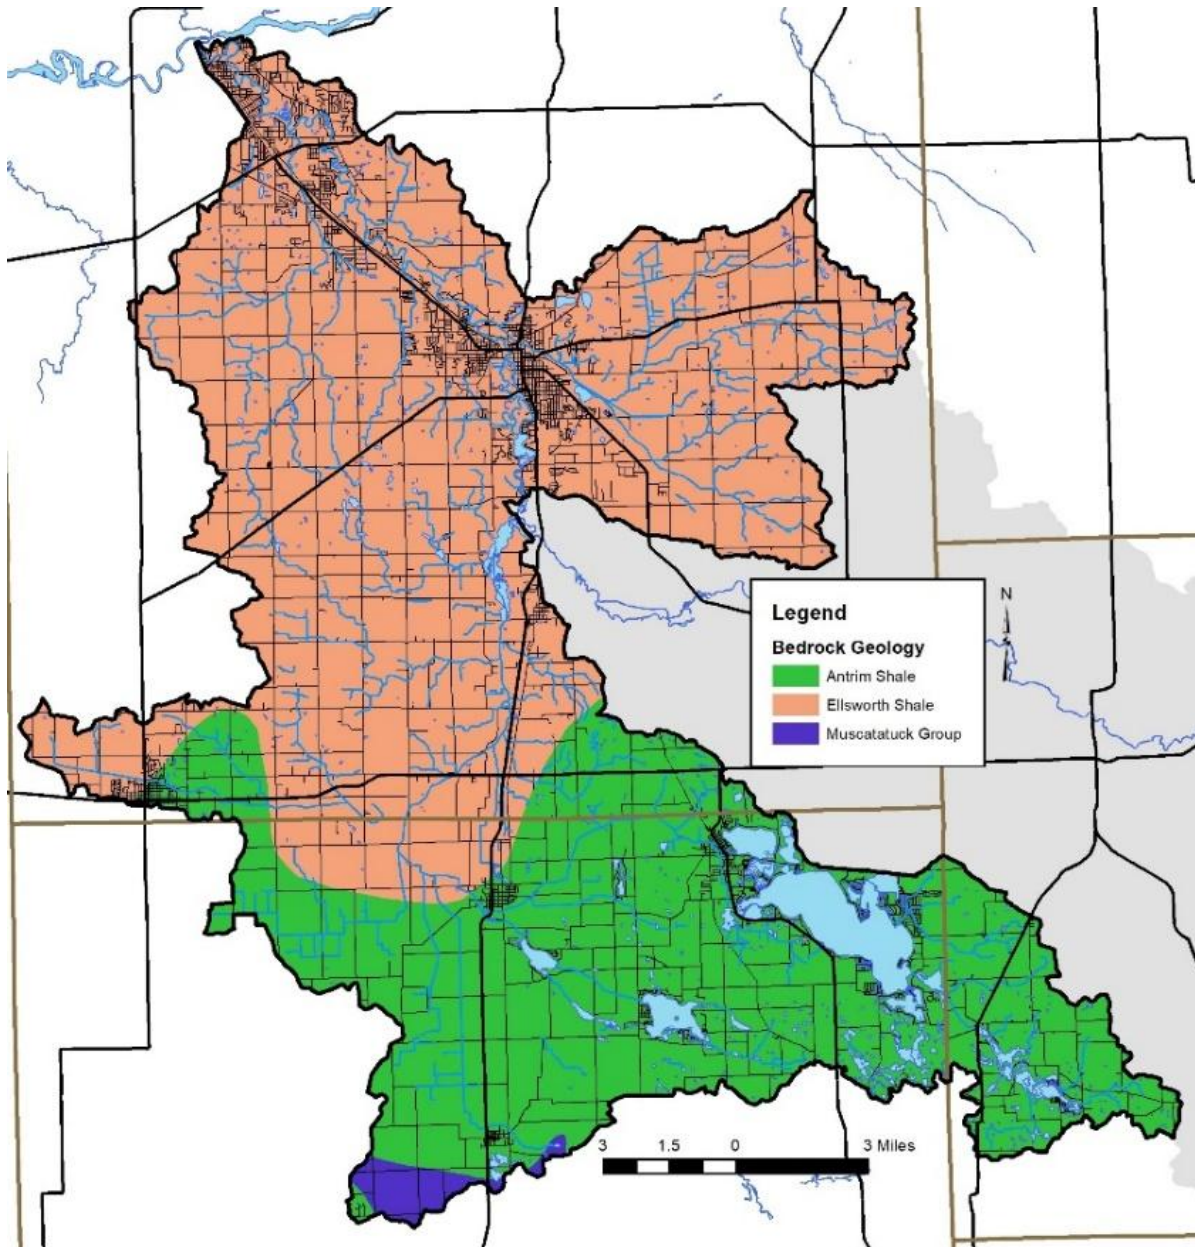 Legend
Bedrock Geology
Antrim Shale
Ellsworth Shale
Muscatatuck Group
N
3 1.5 0 3 Miles